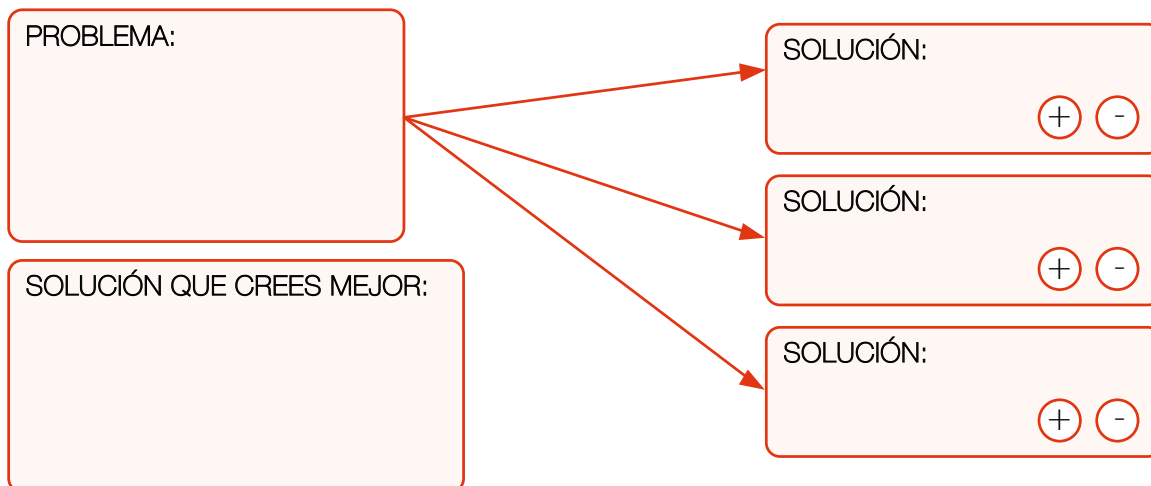 PROBLEMA:
SOLUCIÓN:
+ -
SOLUCIÓN:
+ -
SOLUCIÓN QUE CREES MEJOR:
SOLUCIÓN:
+ -